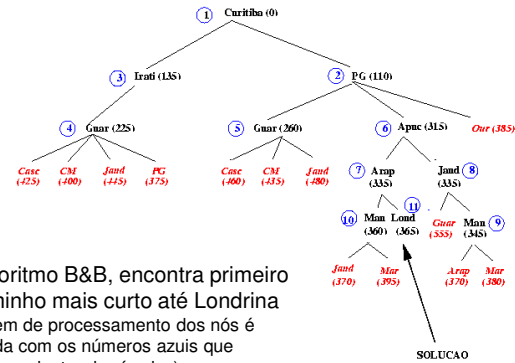 1 Curitiba (0)
3 Irati (135)
2 PG (110)
4 Guar (225)
5 Guar (260)
6 Apuc (315)
Our (385)
Casc (425)
CM (400)
Jand (445)
PG (375)
Casc (460)
CM (435)
Jand (480)
7 Arap (335)
Jand (335) 8
10 Man (360)
11 Lond (365)
Guar (555)
Man (345) 9
Jand (370)
Mar (395)
Arap (370)
Mar (380)
oritmo B&B, encontra primeiro
inho mais curto até Londrina
em de processamento dos nós é
da com os números azuis que
SOLUCAO